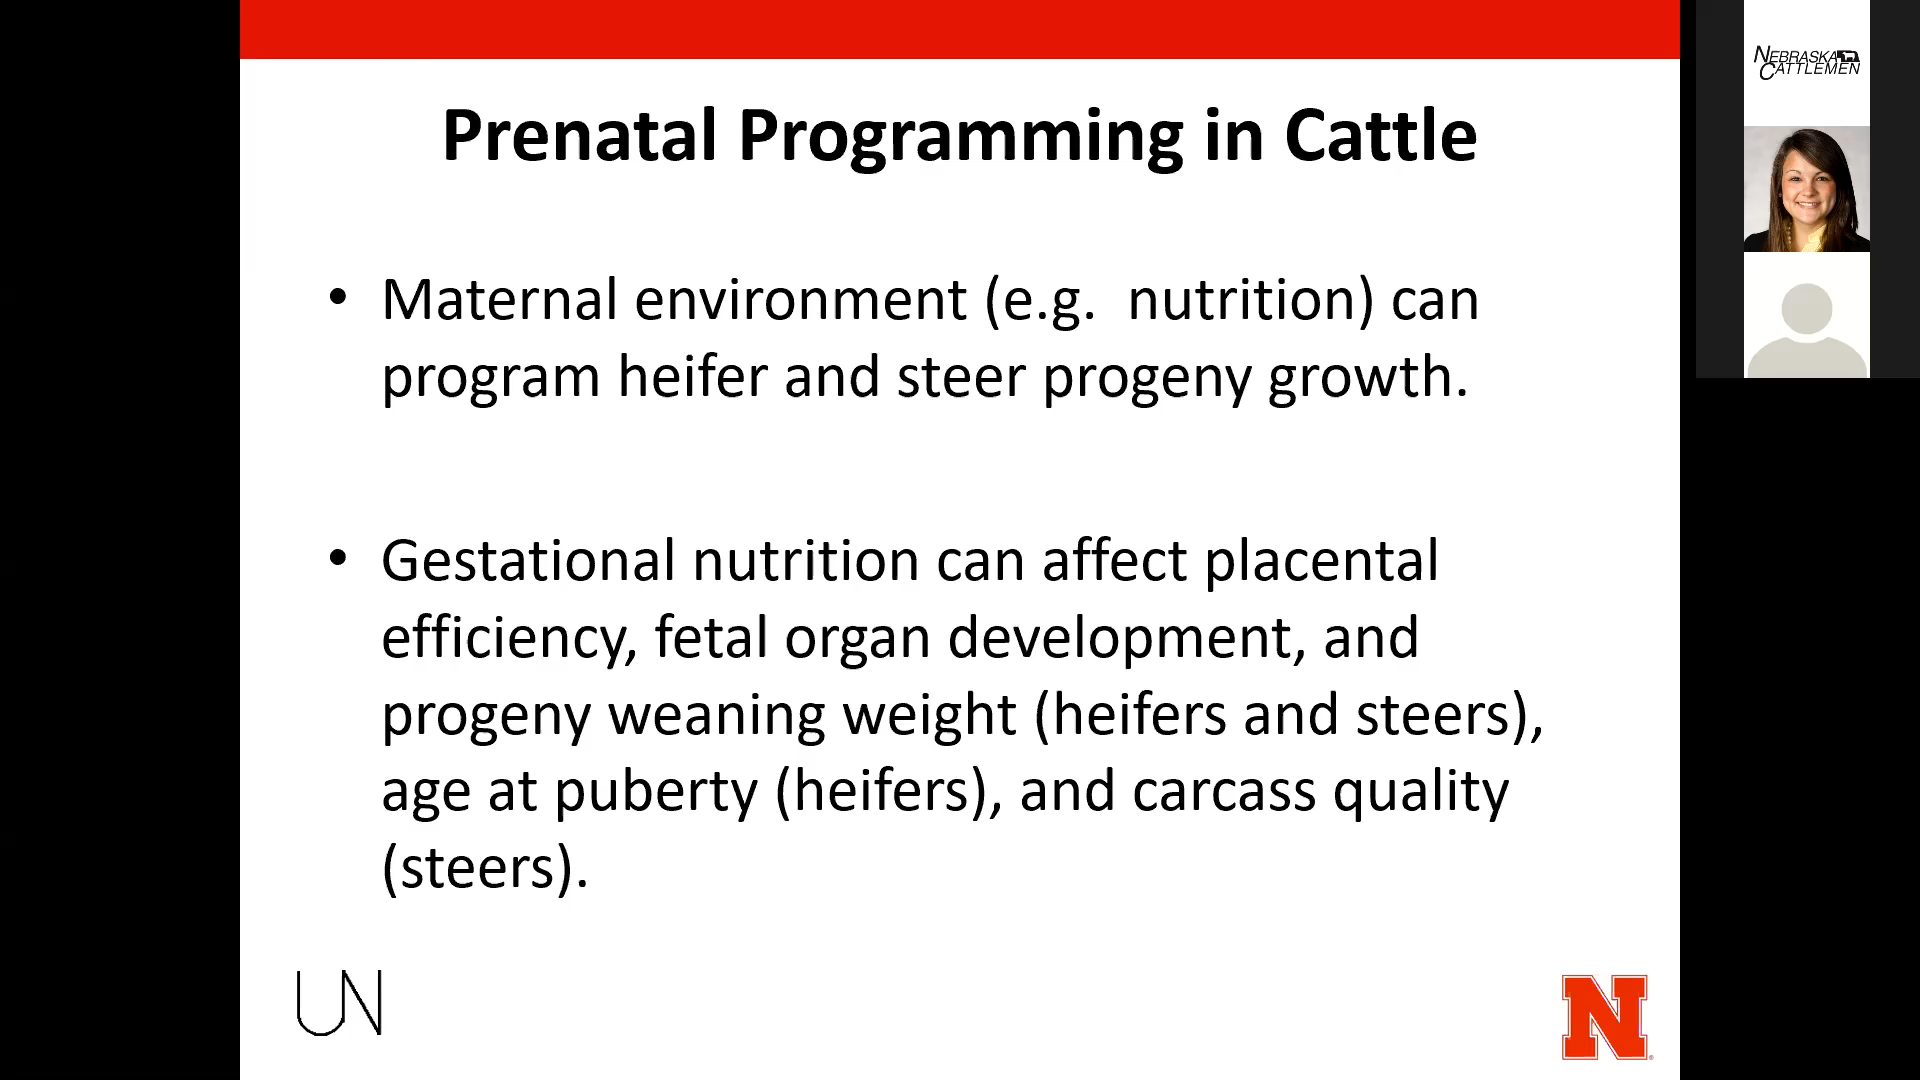 Prenatal Programming in Cattle
• Maternal environment (e.g.  nutrition) can
program heifer and steer progeny growth.
• Gestational nutrition can affect placental
efficiency, fetal organ development, and
progeny weaning weight (heifers and steers),
age at puberty (heifers), and carcass quality
(steers).
UN
N
NEBRASKA
CATTLEMEN